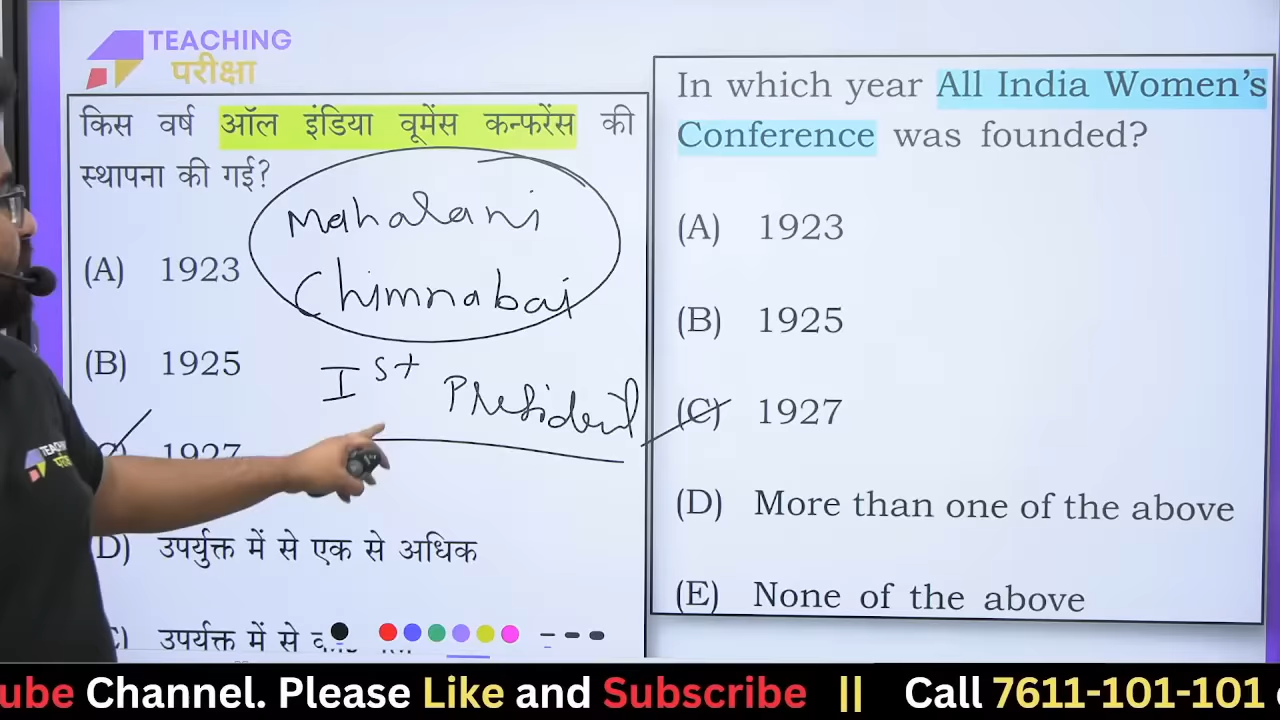 TEACHING
परीक्षा
किस वर्ष ऑल इंडिया वूमेंस कन्फरेंस की
स्थापना की गई?
(A) 1923
(B) 1925
(C) 1927
(D) उपर्युक्त में से एक से अधिक
उपर्युक्त में से
Maharani
Chimnabai
Ist President
In which year All India Women's
Conference was founded?
(A) 1923
(B) 1925
(C) 1927
(D) More than one of the above
(E) None of the above
TEACHING
परीक्षा
ube Channel. Please Like and Subscribe || Call 7611-101-101